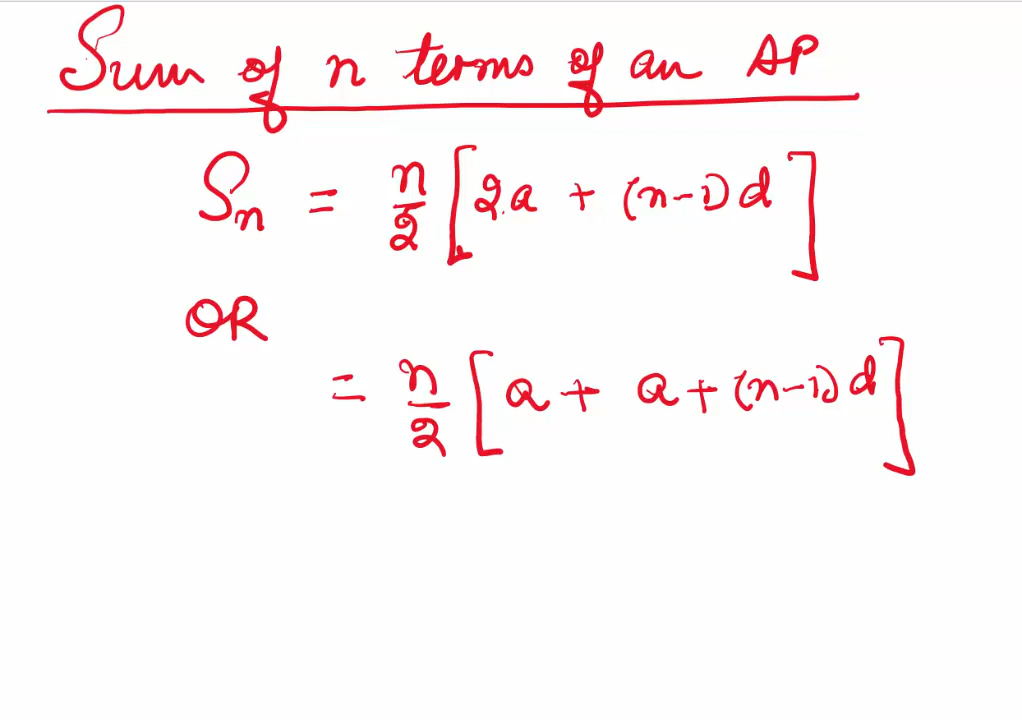 Sum of n terms of an AP
Sn = n/2 [2a + (n-1)d]
OR
= n/2 [a + a + (n-1)d]